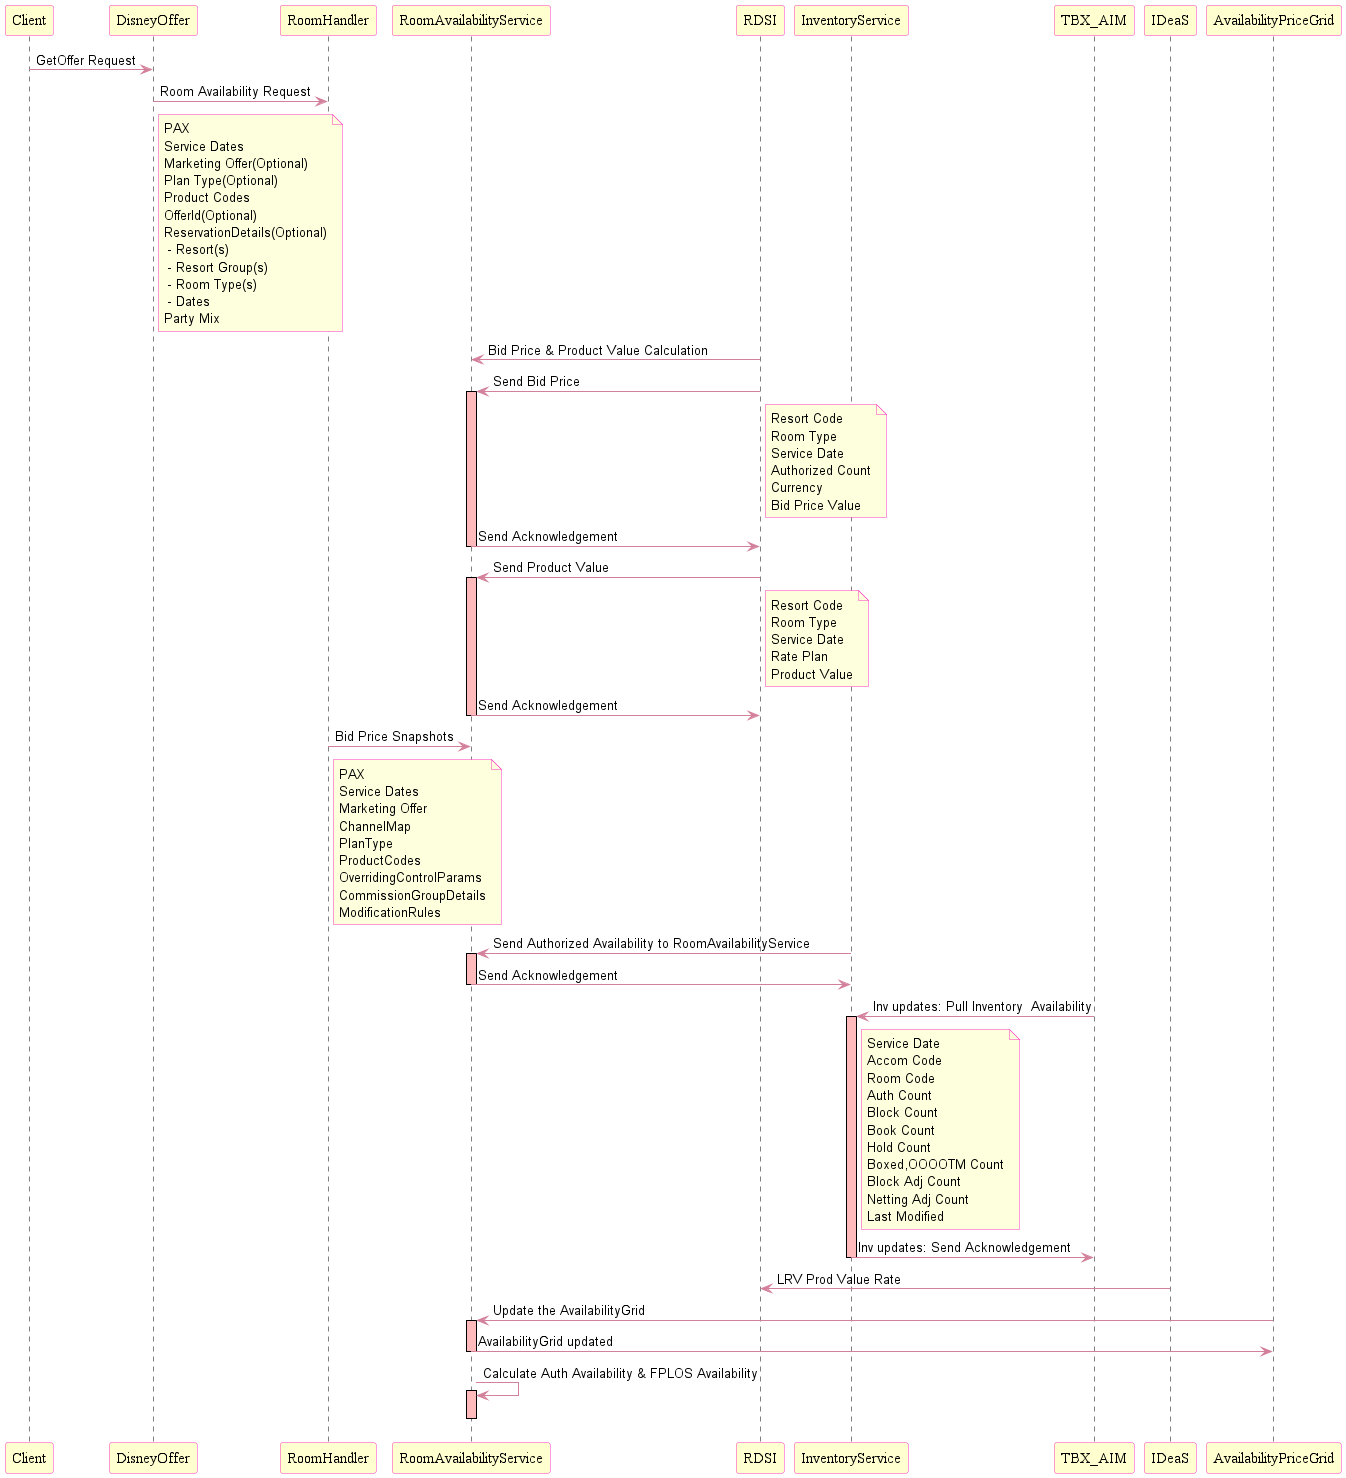 Client
DisneyOffer
RoomHandler
RoomAvailabilityService
RDSI
InventoryService
TBX_AIM
IDeaS
AvailabilityPriceGrid
GetOffer Request
Room Availability Request
PAX
Service Dates
Marketing Offer(Optional)
Plan Type(Optional)
Product Codes
OfferId(Optional)
ReservationDetails(Optional)
- Resort(s)
- Resort Group(s)
- Room Type(s)
- Dates
Party Mix
Bid Price & Product Value Calculation
Send Bid Price
Resort Code
Room Type
Service Date
Authorized Count
Currency
Bid Price Value
Send Acknowledgement
Send Product Value
Resort Code
Room Type
Service Date
Rate Plan
Product Value
Send Acknowledgement
Bid Price Snapshots
PAX
Service Dates
Marketing Offer
ChannelMap
PlanType
ProductCodes
OverridingControlParams
CommissionGroupDetails
ModificationRules
Send Authorized Availability to RoomAvailabilityService
Send Acknowledgement
Inv updates: Pull Inventory  Availability
Service Date
Accom Code
Room Code
Auth Count
Block Count
Book Count
Hold Count
Boxed,OOOOTM Count
Block Adj Count
Netting Adj Count
Last Modified
Inv updates: Send Acknowledgement
LRV Prod Value Rate
Update the AvailabilityGrid
AvailabilityGrid updated
Calculate Auth Availability & FPLOS Availability
Client
DisneyOffer
RoomHandler
RoomAvailabilityService
RDSI
InventoryService
TBX_AIM
IDeaS
AvailabilityPriceGrid